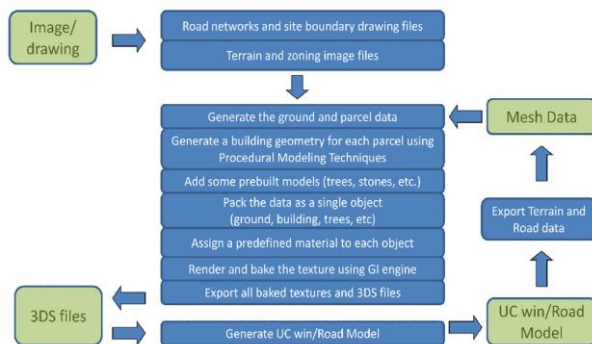 Image/
drawing
Road networks and site boundary drawing files
Terrain and zoning image files
Generate the ground and parcel data
Mesh Data
Generate a building geometry for each parcel using
Procedural Modeling Techniques
Add some prebuilt models (trees, stones, etc.)
Pack the data as a single object
(ground, building, trees, etc)
Export Terrain and
Road data
Assign a predefined material to each object
Render and bake the texture using GI engine
Export all baked textures and 3DS files
3DS files
Generate UC win/Road Model
UC win/Road
Model